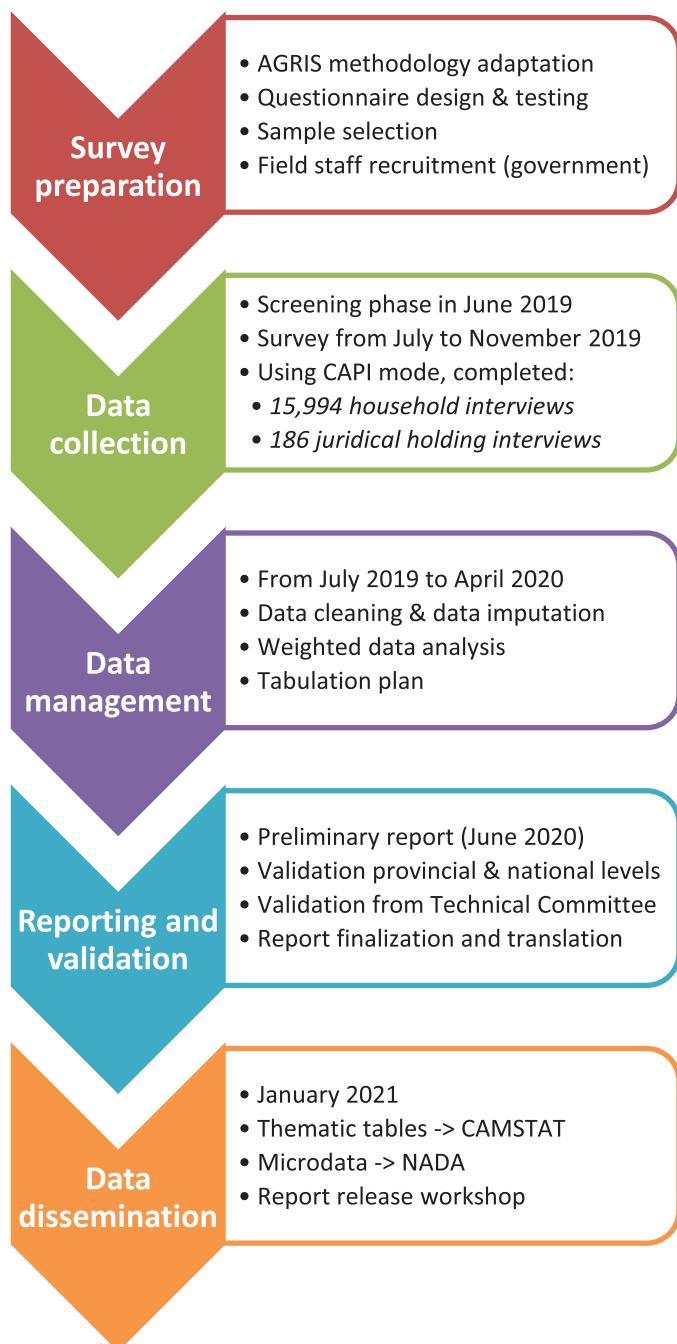 Survey
preparation
• AGRIS methodology adaptation
• Questionnaire design & testing
• Sample selection
• Field staff recruitment (government)
Data
collection
• Screening phase in June 2019
• Survey from July to November 2019
• Using CAPI mode, completed:
• 15,994 household interviews
• 186 juridical holding interviews
Data
management
• From July 2019 to April 2020
• Data cleaning & data imputation
• Weighted data analysis
• Tabulation plan
Reporting and
validation
• Preliminary report (June 2020)
• Validation provincial & national levels
• Validation from Technical Committee
• Report finalization and translation
Data
dissemination
• January 2021
• Thematic tables -> CAMSTAT
• Microdata -> NADA
• Report release workshop